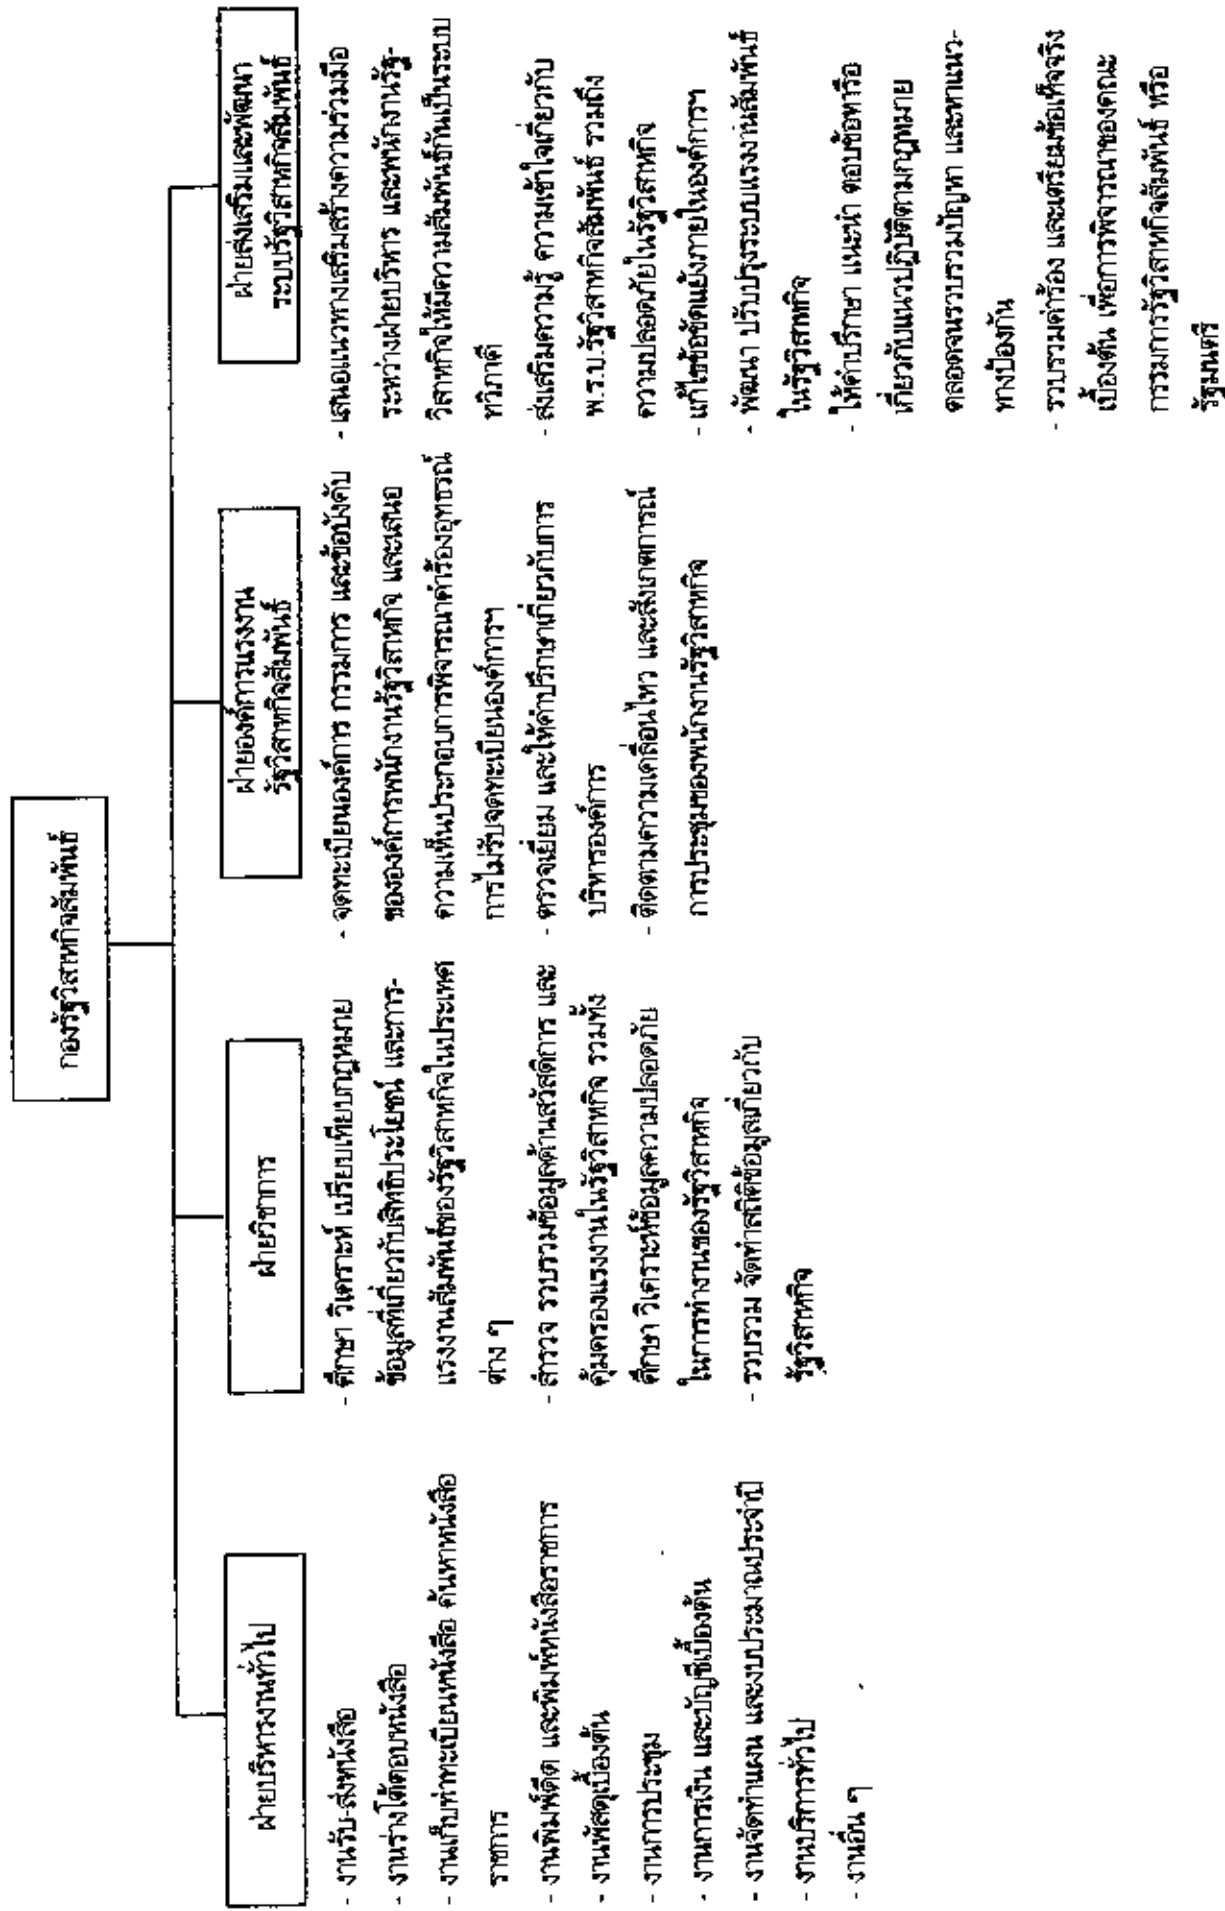 กองรัฐวิสาหกิจสัมพันธ์
ฝ่ายบริหารงานทั่วไป
- งานรับ-ส่งหนังสือ
- งานร่างโต้ตอบหนังสือ
- งานเก็บทำทะเบียนหนังสือ ค้นหาหนังสือ
ราชการ
- งานพิมพ์ดีด และพิมพ์หนังสือราชการ
- งานพัสดุเบื้องต้น
- งานการประชุม
- งานการเงิน และบัญชีเบื้องต้น
- งานจัดทำแผน และงบประมาณประจำปี
- งานบริการทั่วไป
- งานอื่น ๆ
ฝ่ายวิชาการ
- ศึกษา วิเคราะห์ เปรียบเทียบกฎหมาย
ข้อมูลที่เกี่ยวกับสิทธิประโยชน์ และการ-
แรงงานสัมพันธ์ของรัฐวิสาหกิจในประเทศ
ต่าง ๆ
- สำรวจ รวบรวมข้อมูลด้านสวัสดิการ และ
คุ้มครองแรงงานในรัฐวิสาหกิจ รวมทั้ง
ศึกษา วิเคราะห์ข้อมูลความปลอดภัย
ในการทำงานของรัฐวิสาหกิจ
- รวบรวม จัดทำสถิติข้อมูลเกี่ยวกับ
รัฐวิสาหกิจ
ฝ่ายองค์การแรงงาน
รัฐวิสาหกิจสัมพันธ์
- จดทะเบียนองค์การ กรรมการ และข้อบังคับ
ขององค์การพนักงานรัฐวิสาหกิจ และเสนอ
ความเห็นประกอบการพิจารณาคำร้องอุทธรณ์
การไม่รับจดทะเบียนองค์การฯ
- ตรวจเยี่ยม และให้คำปรึกษาเกี่ยวกับการ
บริหารองค์การ
- ติดตามความเคลื่อนไหว และสังเกตการณ์
การประชุมของพนักงานรัฐวิสาหกิจ
ฝ่ายส่งเสริมและพัฒนา
ระบบรัฐวิสาหกิจสัมพันธ์
- เสนอแนวทางเสริมสร้างความร่วมมือ
ระหว่างฝ่ายบริหาร และพนักงานรัฐ-
วิสาหกิจให้มีความสัมพันธ์กันเป็นระบบ
ทวิภาคี
- ส่งเสริมความรู้ ความเข้าใจเกี่ยวกับ
พ.ร.บ.รัฐวิสาหกิจสัมพันธ์ รวมถึง
ความปลอดภัยในรัฐวิสาหกิจ
- แก้ไขข้อขัดแย้งภายในองค์การฯ
- พัฒนา ปรับปรุงระบบแรงงานสัมพันธ์
ในรัฐวิสาหกิจ
- ให้คำปรึกษา แนะนำ ตอบข้อหารือ
เกี่ยวกับแนวปฏิบัติตามกฎหมาย
ตลอดจนรวบรวมปัญหา และหาแนว-
ทางป้องกัน
- รวบรวมคำร้อง และเตรียมข้อเท็จจริง
เบื้องต้น เพื่อการพิจารณาของคณะ
กรรมการรัฐวิสาหกิจสัมพันธ์ หรือ
รัฐมนตรี